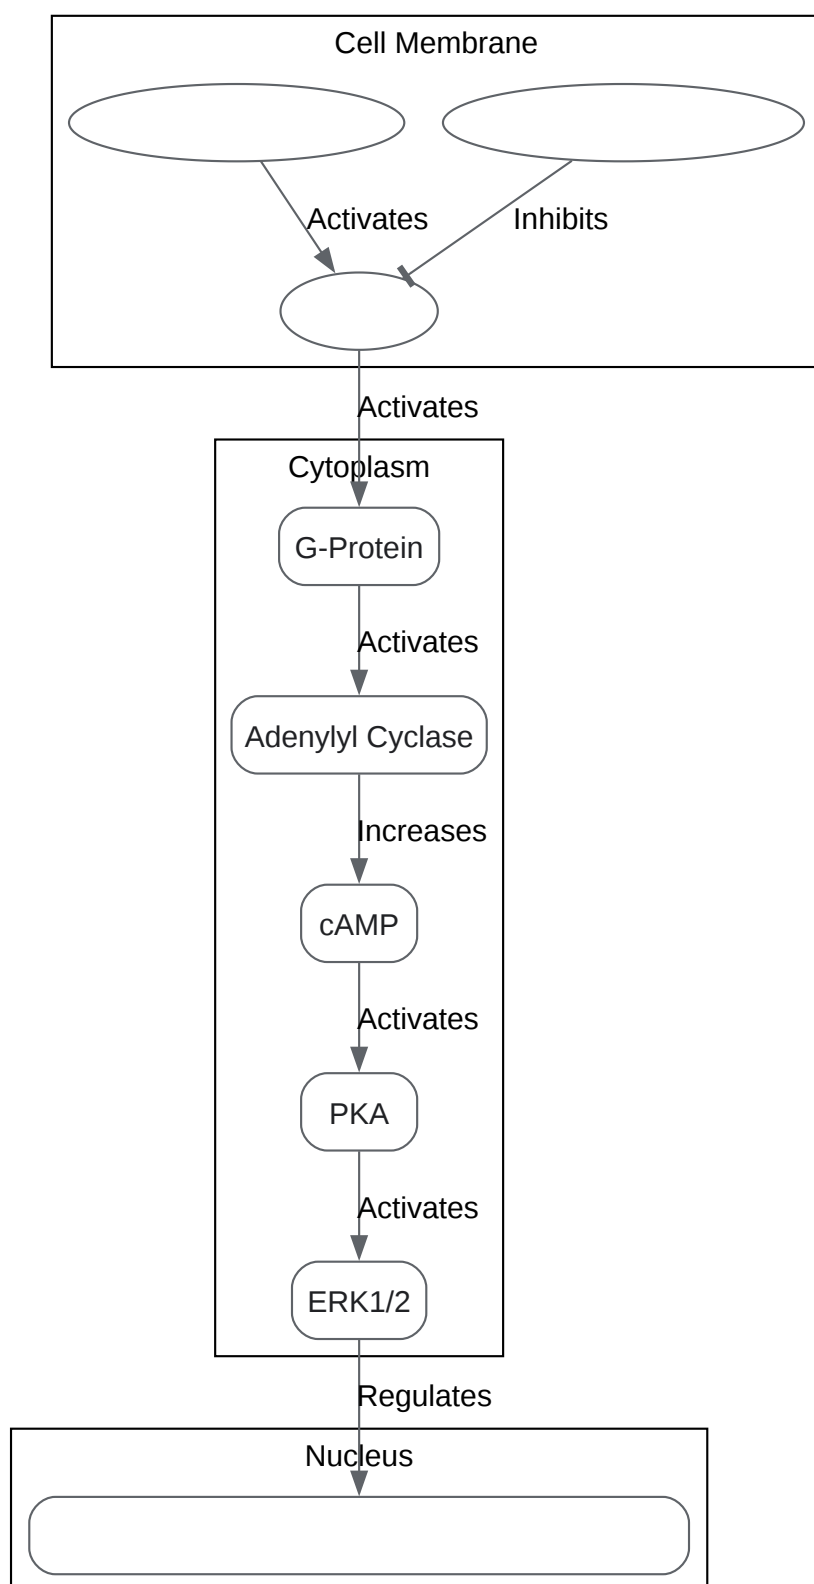 Cell Membrane
Activates
Inhibits
Activates
Cytoplasm
G-Protein
Activates
Adenylyl Cyclase
Increases
cAMP
Activates
PKA
Activates
ERK1/2
Regulates
Nucleus